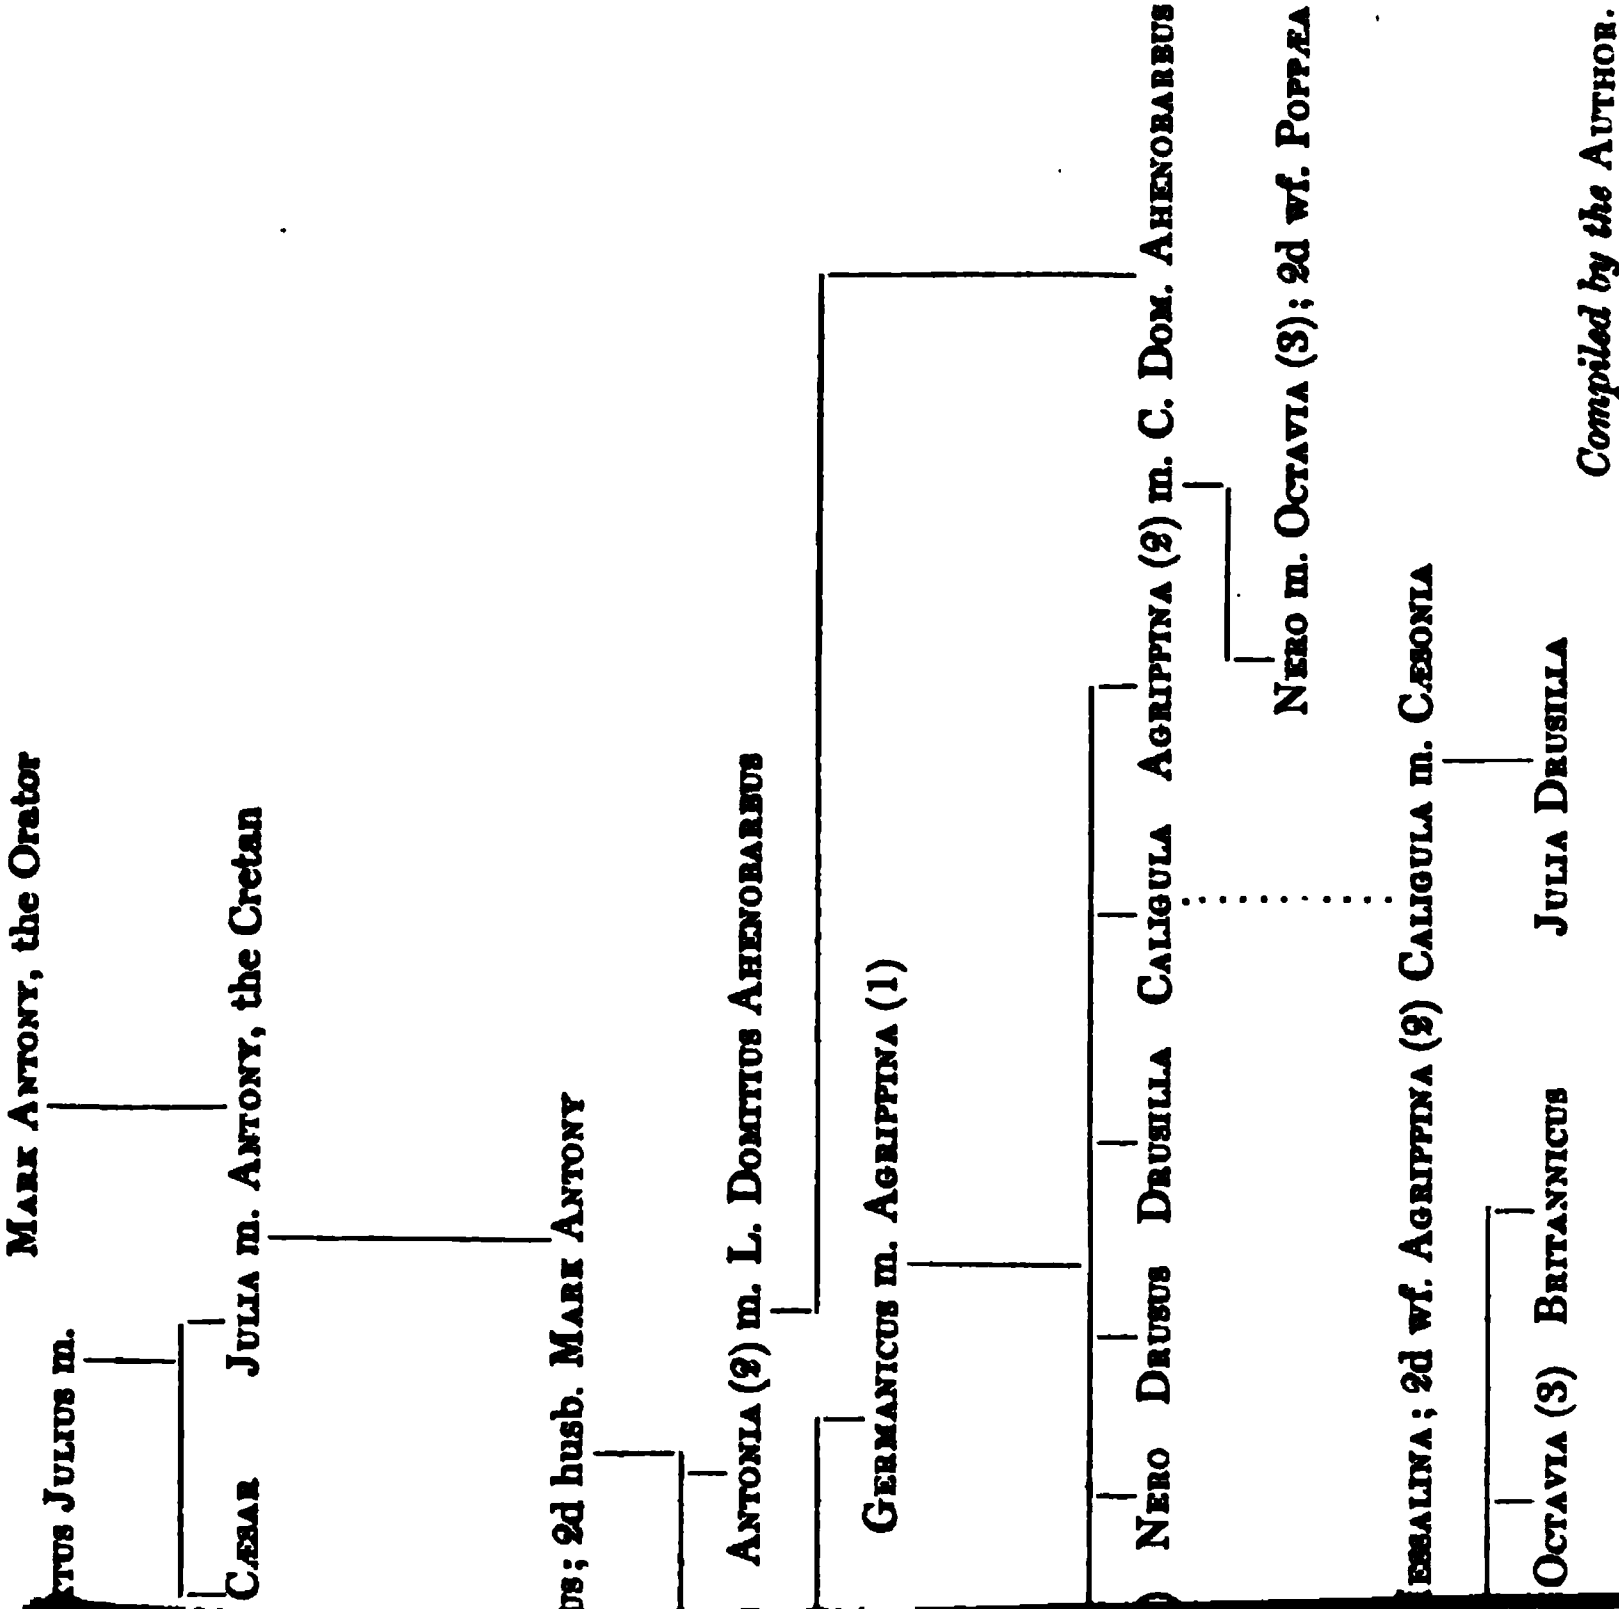 MARK ANTONY, the Orator
JULIUS m.
CÆSAR JULIA m. ANTONY, the Cretan
2d husb. MARK ANTONY
ANTONIA (2) m. L. DOMITIUS AHENOBARBUS
GERMANICUS m. AGRIPPINA (1)
NERO DRUSUS DRUSILLA CALIGULA AGRIPPINA (2) m. C. DOM. AHENOBARBUS
NERO m. OCTAVIA (3); 2d wf. POPPÆA
2d wf. AGRIPPINA (2) CALIGULA m. CÆSONIA
OCTAVIA (3) BRITANNICUS JULIA DRUSILLA
Compiled by the AUTHOR.